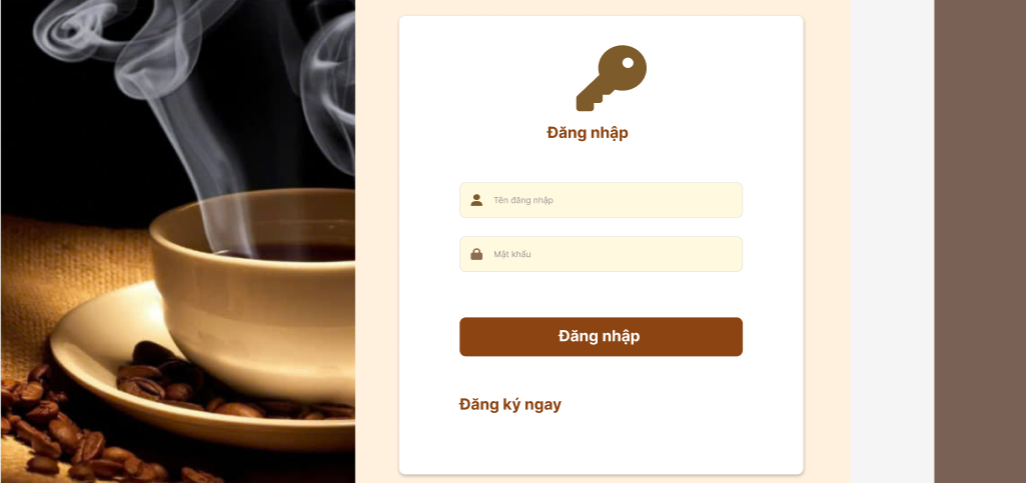 Đăng nhập
Tên đăng nhập
Mật khẩu
Đăng nhập
Đăng ký ngay